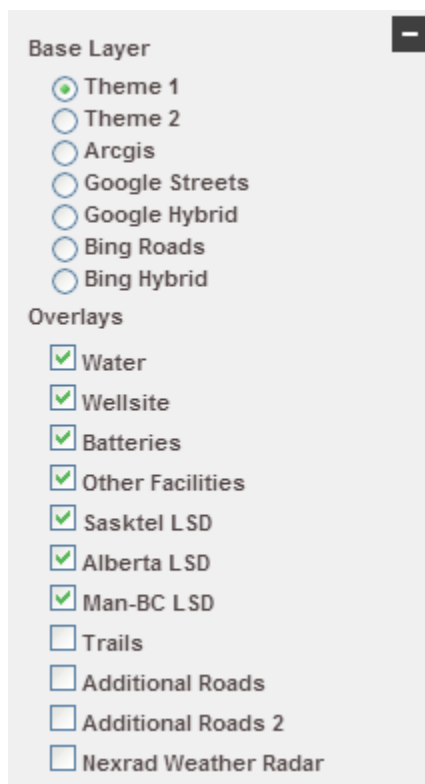 Base Layer
Theme 1
Theme 2
Arcgis
Google Streets
Google Hybrid
Bing Roads
Bing Hybrid
Overlays
Water
Wellsite
Batteries
Other Facilities
Sasktel LSD
Alberta LSD
Man-BC LSD
Trails
Additional Roads
Additional Roads 2
Nexrad Weather Radar